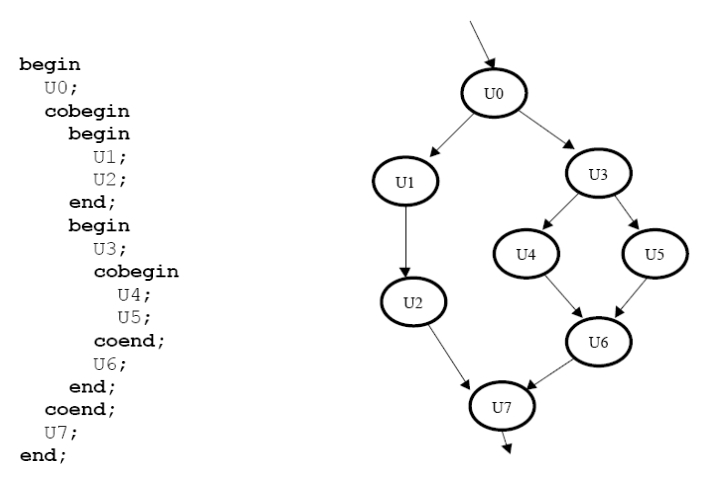 begin
U0;
cobegin
begin
U1;
U2;
end;
begin
U3;
cobegin
U4;
U5;
coend;
U6;
end;
coend;
U7;
end;
U0
U1
U3
U4
U5
U2
U6
U7